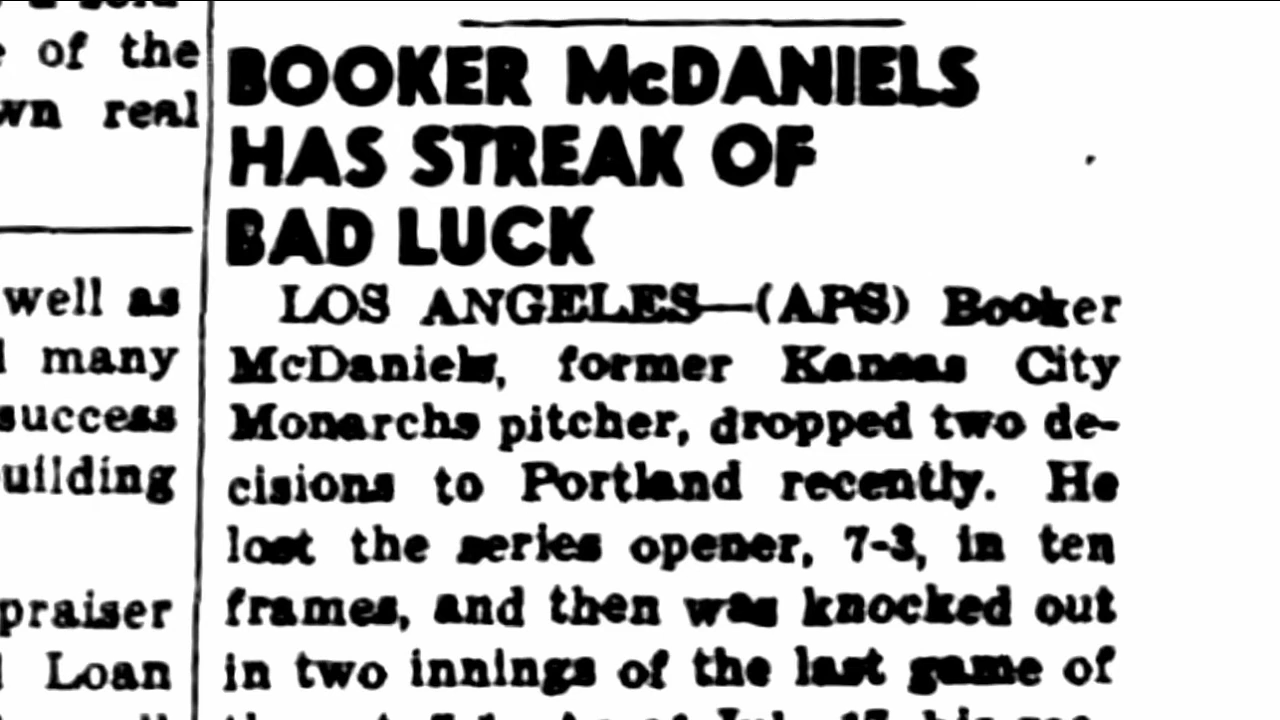 of the
wn real
well as
many
success
uilding
praiser
Loan
BOOKER McDANIELS
HAS STREAK OF
BAD LUCK
LOS ANGELES—(APS) Booker
McDaniels, former Kansas City
Monarchs pitcher, dropped two de-
cisions to Portland recently. He
lost the series opener, 7-3, in ten
frames, and then was knocked out
in two innings of the last game of